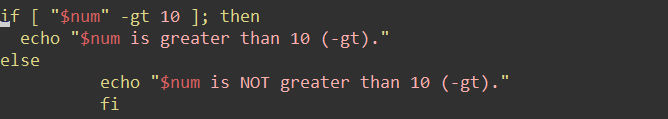 if [ "$num" -gt 10 ]; then
  echo "$num is greater than 10 (-gt)."
else
          echo "$num is NOT greater than 10 (-gt)."
          fi